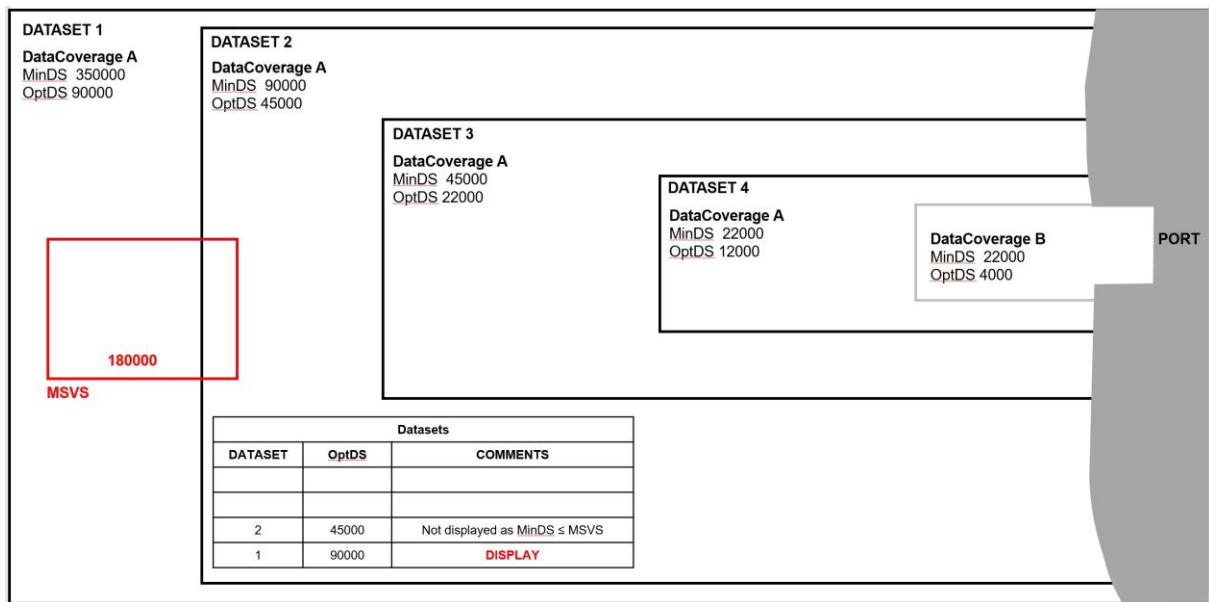 DATASET 1
DataCoverage A
MinDS 350000
OptDS 90000
DATASET 2
DataCoverage A
MinDS 90000
OptDS 45000
DATASET 3
DataCoverage A
MinDS 45000
OptDS 22000
DATASET 4
DataCoverage A
MinDS 22000
OptDS 12000
DataCoverage B
MinDS 22000
OptDS 4000
PORT
180000
MSVS
Datasets
DATASET OptDS COMMENTS
2 45000 Not displayed as MinDS ≤ MSVS
1 90000 DISPLAY